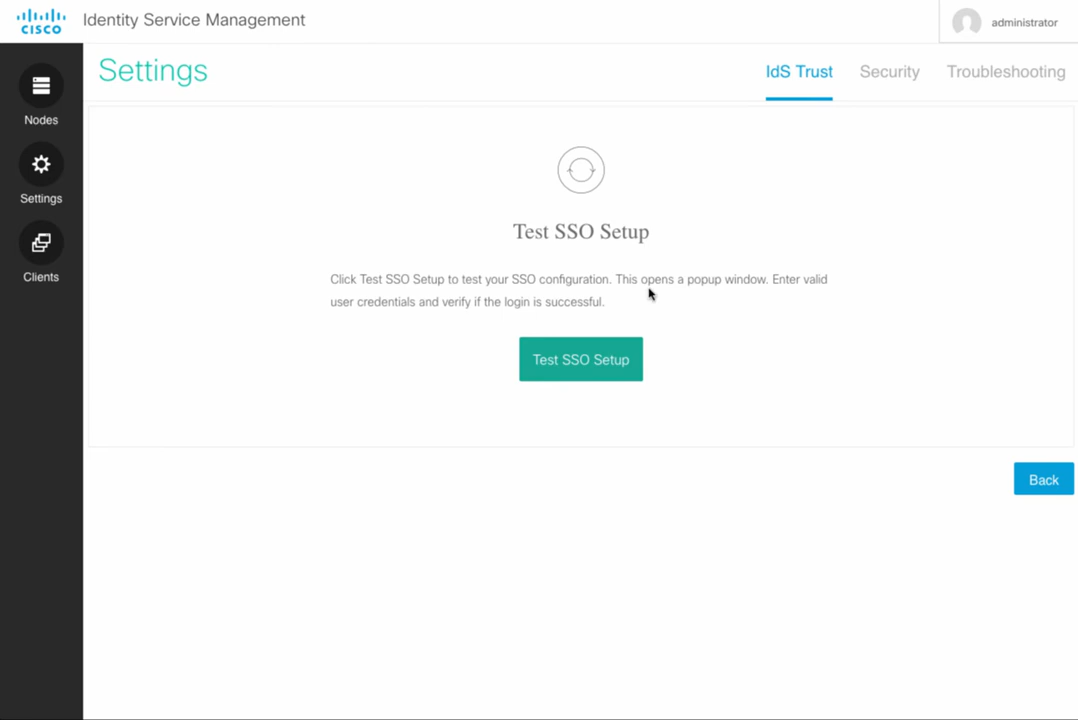 CISCO
Identity Service Management
administrator
Settings
IdS Trust
Security
Troubleshooting
Nodes
Settings
Clients
Test SSO Setup
Click Test SSO Setup to test your SSO configuration. This opens a popup window. Enter valid
user credentials and verify if the login is successful.
Test SSO Setup
Back